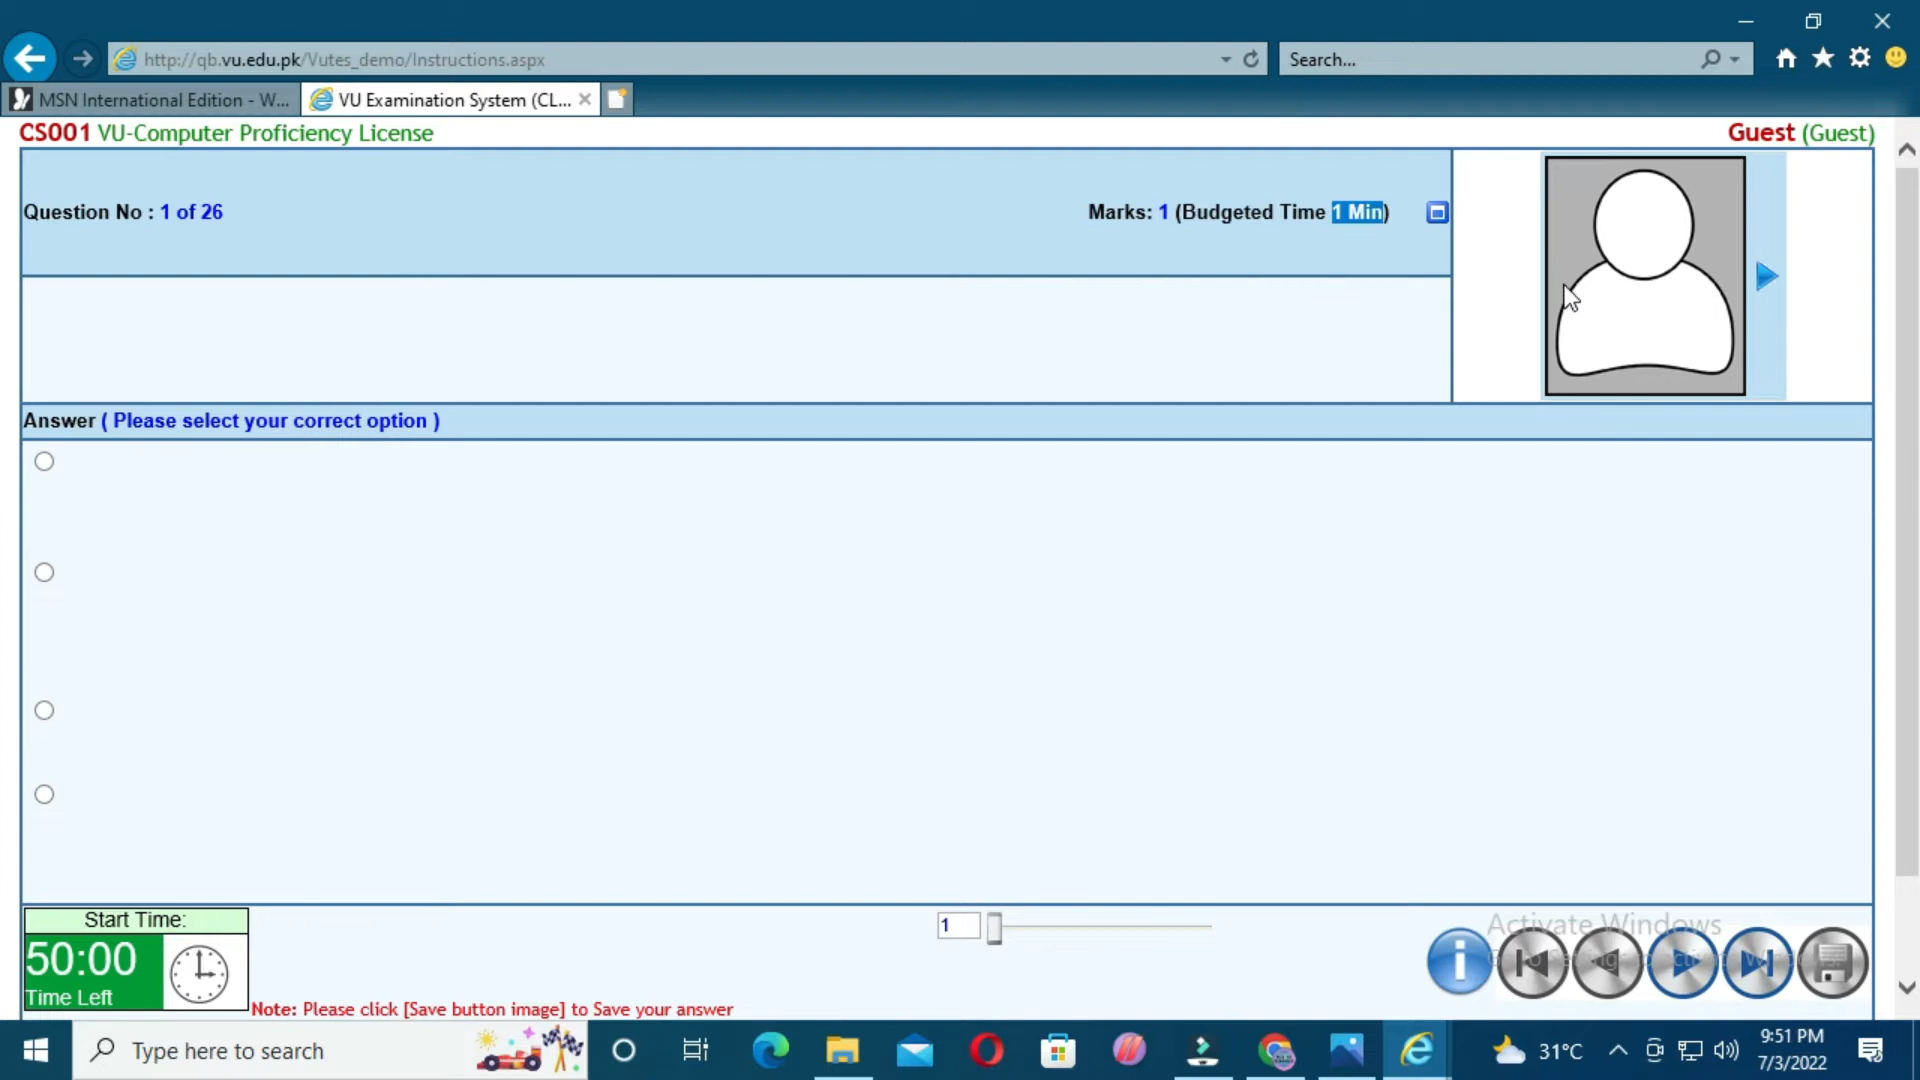 http://qb.vu.edu.pk/Vutes_demo/Instructions.aspx
Search...
MSN International Edition - W...
VU Examination System (CL...
CS001 VU-Computer Proficiency License
Guest (Guest)
Question No : 1 of 26
Marks: 1 (Budgeted Time 1 Min)
Answer ( Please select your correct option )
Start Time:
50:00
Time Left
1
Activate Windows
Note: Please click [Save button image] to Save your answer
Type here to search
31°C
9:51 PM
7/3/2022